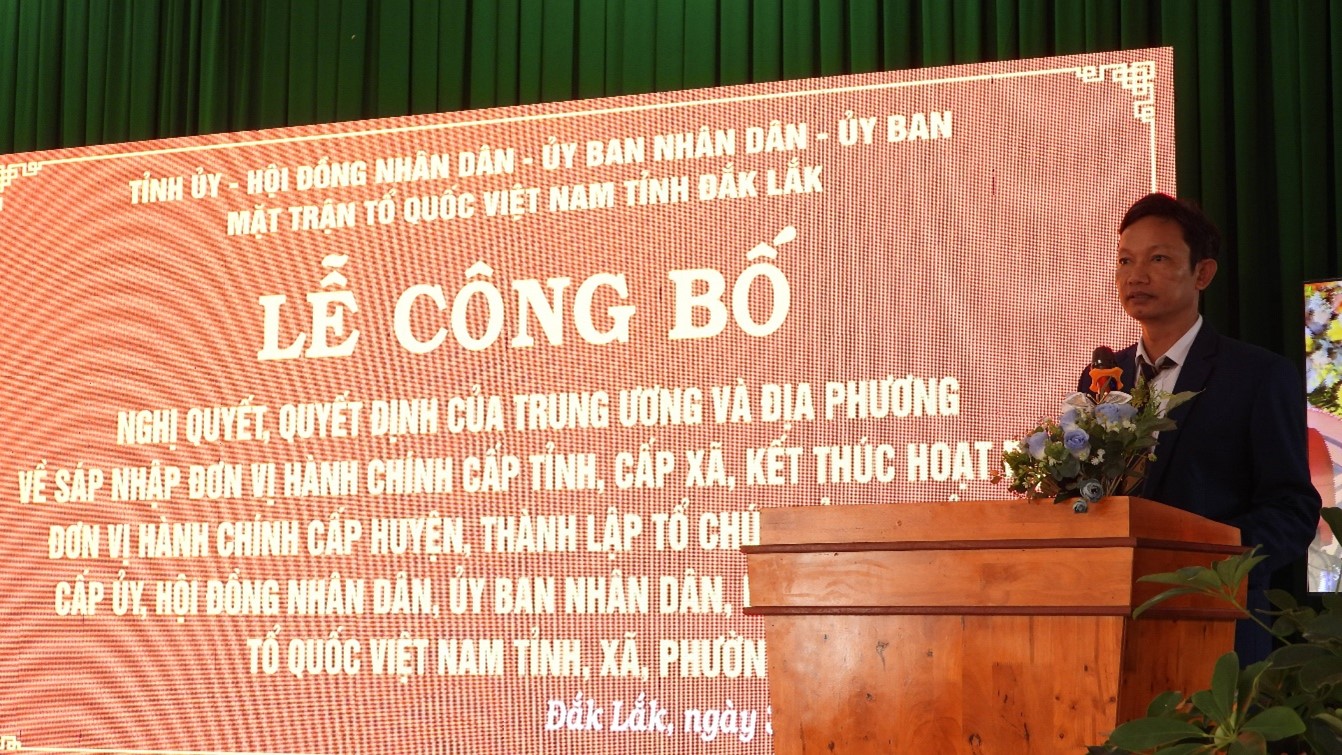 TỈNH ỦY - HỘI ĐỒNG NHÂN DÂN - ỦY BAN NHÂN DÂN - ỦY BAN
MẶT TRẬN TỔ QUỐC VIỆT NAM TỈNH ĐẮK LẮK
LỄ CÔNG BỐ
NGHỊ QUYẾT, QUYẾT ĐỊNH CỦA TRUNG ƯƠNG VÀ ĐỊA PHƯƠNG
VỀ SÁP NHẬP ĐƠN VỊ HÀNH CHÍNH CẤP TỈNH, CẤP XÃ, KẾT THÚC HOẠT
ĐƠN VỊ HÀNH CHÍNH CẤP HUYỆN, THÀNH LẬP TỔ
CẤP ỦY, HỘI ĐỒNG NHÂN DÂN, ỦY BAN NHÂN DÂN,
TỔ QUỐC VIỆT NAM TỈNH, XÃ,
Đắk Lắk, ngày